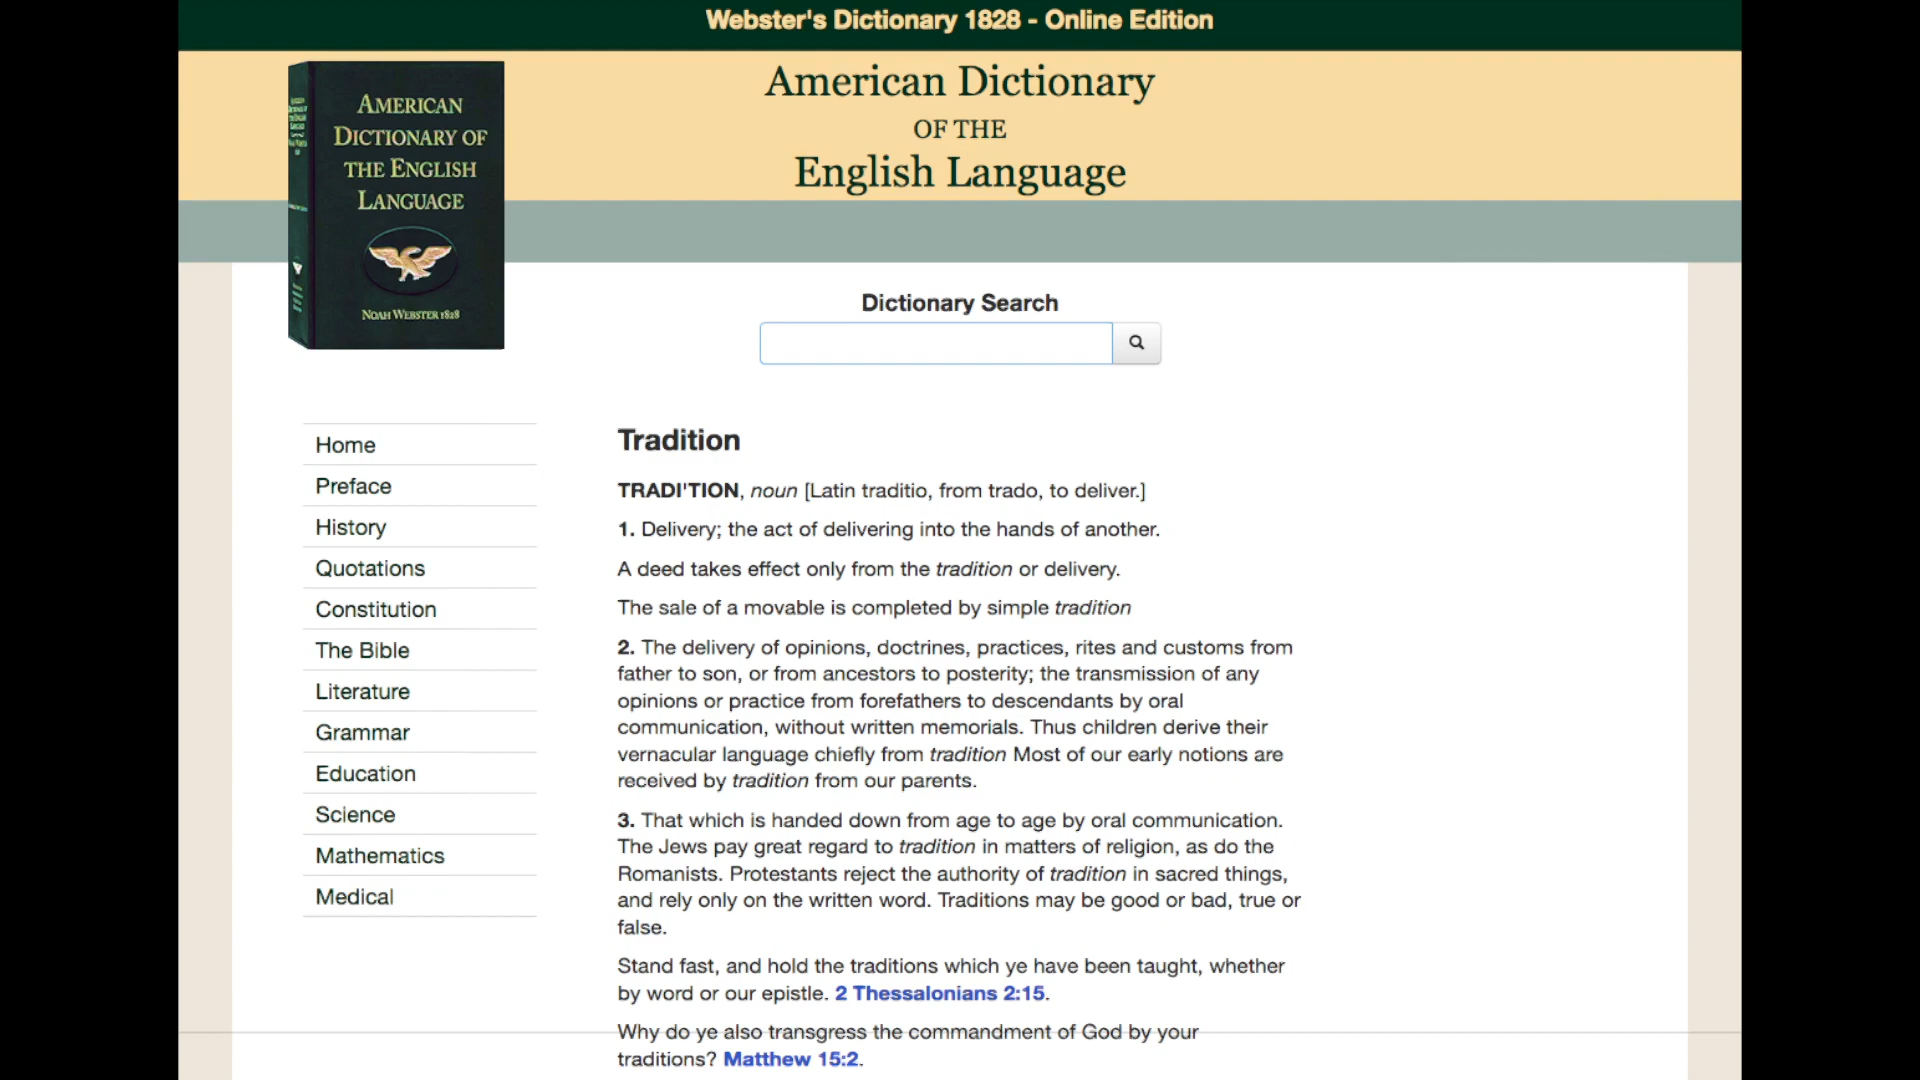 Webster's Dictionary 1828 - Online Edition
American Dictionary
OF THE
English Language
AMERICAN
DICTIONARY OF
THE ENGLISH
LANGUAGE
NOAH WEBSTER 1828
Dictionary Search
Home
Preface
History
Quotations
Constitution
The Bible
Literature
Grammar
Education
Science
Mathematics
Medical
Tradition
TRADI'TION, noun [Latin traditio, from trado, to deliver.]
1. Delivery; the act of delivering into the hands of another.
A deed takes effect only from the tradition or delivery.
The sale of a movable is completed by simple tradition
2. The delivery of opinions, doctrines, practices, rites and customs from
father to son, or from ancestors to posterity; the transmission of any
opinions or practice from forefathers to descendants by oral
communication, without written memorials. Thus children derive their
vernacular language chiefly from tradition Most of our early notions are
received by tradition from our parents.
3. That which is handed down from age to age by oral communication.
The Jews pay great regard to tradition in matters of religion, as do the
Romanists. Protestants reject the authority of tradition in sacred things,
and rely only on the written word. Traditions may be good or bad, true or
false.
Stand fast, and hold the traditions which ye have been taught, whether
by word or our epistle. 2 Thessalonians 2:15.
Why do ye also transgress the commandment of God by your
traditions? Matthew 15:2.